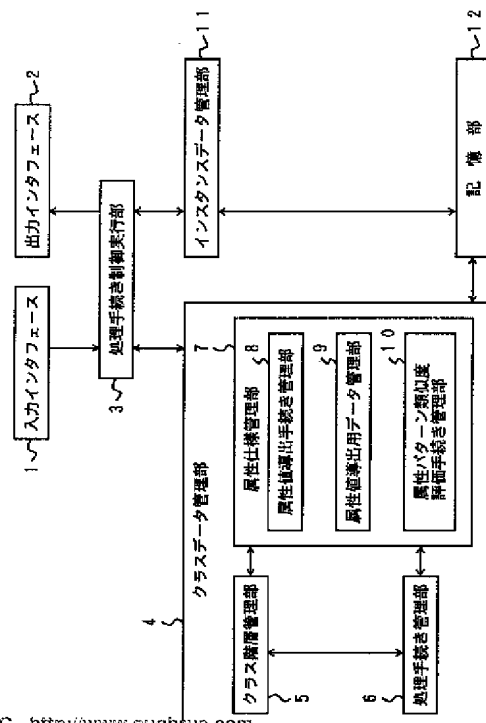 1
入力インタフェース
出力インタフェース
2
3
処理手続き制御実行部
4
クラスデータ管理部
インスタンスデータ管理部
11
7
属性仕様管理部
8
属性値導出手続き管理部
9
属性値導出用データ管理部
10
属性パターン類似度
評価手続き管理部
クラス階層管理部
5
処理手続き管理部
6
記憶部
12